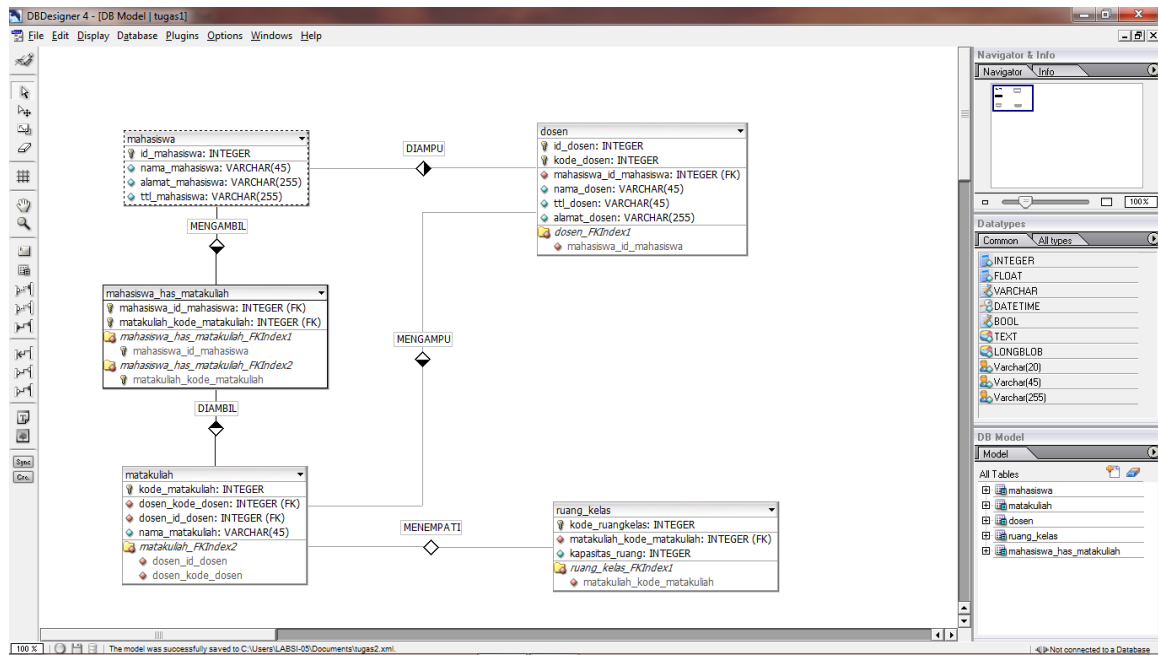 DBDesigner 4 - [DB Model | tugas1]
File Edit Display Database Plugins Options Windows Help
mahasiswa
id_mahasiswa: INTEGER
nama_mahasiswa: VARCHAR(45)
alamat_mahasiswa: VARCHAR(255)
ttl_mahasiswa: VARCHAR(255)
DIAMPU
dosen
id_dosen: INTEGER
kode_dosen: INTEGER
mahasiswa_id_mahasiswa: INTEGER (FK)
nama_dosen: VARCHAR(45)
ttl_dosen: VARCHAR(45)
alamat_dosen: VARCHAR(255)
dosen_FKIndex1
mahasiswa_id_mahasiswa
MENGAMBIL
mahasiswa_has_matakuliah
mahasiswa_id_mahasiswa: INTEGER (FK)
matakuliah_kode_matakuliah: INTEGER (FK)
mahasiswa_has_matakuliah_FKIndex1
mahasiswa_id_mahasiswa
mahasiswa_has_matakuliah_FKIndex2
matakuliah_kode_matakuliah
MENGAMPU
DIAMBIL
matakuliah
kode_matakuliah: INTEGER
dosen_kode_dosen: INTEGER (FK)
dosen_id_dosen: INTEGER (FK)
nama_matakuliah: VARCHAR(45)
matakuliah_FKIndex2
dosen_id_dosen
dosen_kode_dosen
MENEMPATI
ruang_kelas
kode_ruangkelas: INTEGER
matakuliah_kode_matakuliah: INTEGER (FK)
kapasitas_ruang: INTEGER
ruang_kelas_FKIndex1
matakuliah_kode_matakuliah
Sync
Navigator & Info
Navigator Info
100%
Datatypes
Common All types
INTEGER
FLOAT
VARCHAR
DATETIME
BOOL
TEXT
LONGBLOB
Varchar(20)
Varchar(45)
Varchar(255)
DB Model
Model
All Tables
mahasiswa
matakuliah
dosen
ruang_kelas
mahasiswa_has_matakuliah
100 % The model was successfully saved to C:\Users\LABSI-05\Documents\tugas2.xml.
Not connected to a Database